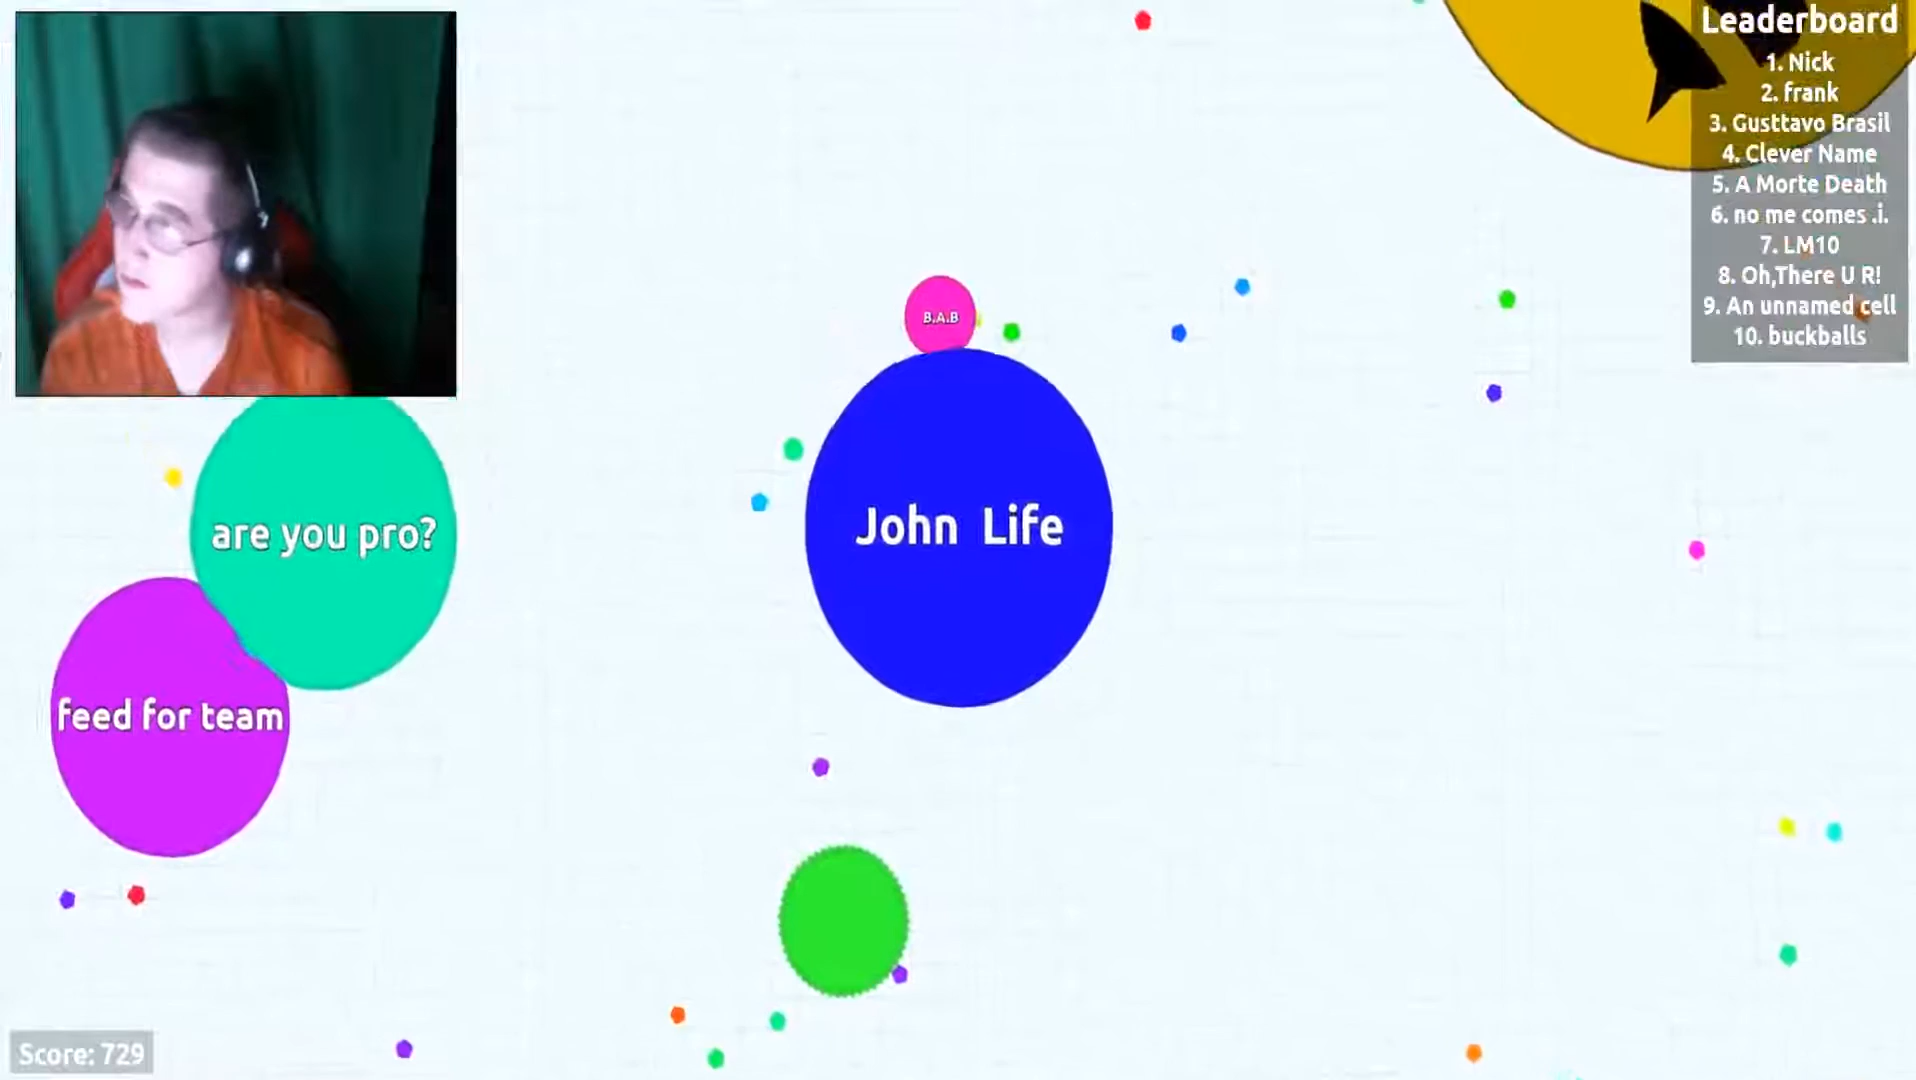 Leaderboard
1. Nick
2. frank
3. Gusttavo Brasil
4. Clever Name
5. A Morte Death
6. no me comes .i.
7. LM10
8. Oh,There U R!
9. An unnamed cell
10. buckballs
B.A.B
John Life
are you pro?
feed for team
Score: 729